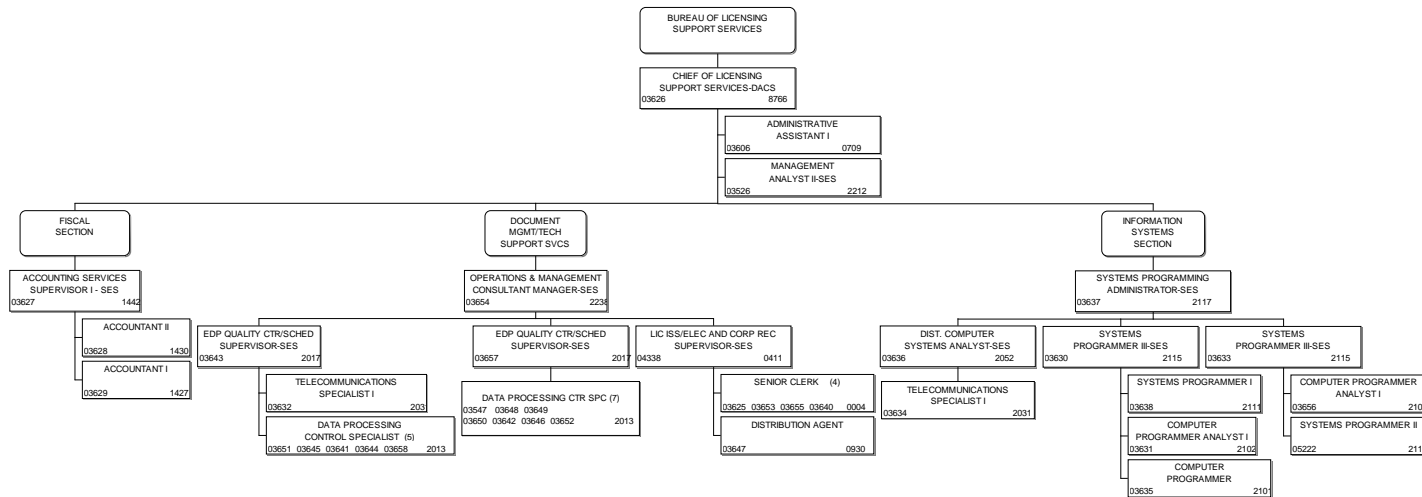 BUREAU OF LICENSING
SUPPORT SERVICES
CHIEF OF LICENSING
SUPPORT SERVICES-DACS
03626 8766
ADMINISTRATIVE
ASSISTANT I
03606 0709
MANAGEMENT
ANALYST II-SES
03526 2212
FISCAL
SECTION
ACCOUNTING SERVICES
SUPERVISOR I - SES
03627 1442
ACCOUNTANT II
03628 1430
ACCOUNTANT I
03629 1427
DOCUMENT
MGMT/TECH
SUPPORT SVCS
OPERATIONS & MANAGEMENT
CONSULTANT MANAGER-SES
03654 2238
EDP QUALITY CTR/SCHED
SUPERVISOR-SES
03643 2017
TELECOMMUNICATIONS
SPECIALIST I
03632 2031
DATA PROCESSING
CONTROL SPECIALIST (5)
03651 03645 03641 03644 03658 2013
EDP QUALITY CTR/SCHED
SUPERVISOR-SES
03657 2017
DATA PROCESSING CTR SPC (7)
03547 03648 03649
03650 03642 03646 03652 2013
LIC ISS/ELEC AND CORP REC
SUPERVISOR-SES
04338 0411
SENIOR CLERK (4)
03625 03653 03655 03640 0004
DISTRIBUTION AGENT
03647 0930
INFORMATION
SYSTEMS
SECTION
SYSTEMS PROGRAMMING
ADMINISTRATOR-SES
03637 2117
DIST. COMPUTER
SYSTEMS ANALYST-SES
03636 2052
TELECOMMUNICATIONS
SPECIALIST I
03634 2031
SYSTEMS
PROGRAMMER III-SES
03630 2115
SYSTEMS PROGRAMMER I
03638 2111
COMPUTER
PROGRAMMER ANALYST I
03631 2102
COMPUTER
PROGRAMMER
03635 2101
SYSTEMS
PROGRAMMER III-SES
03633 2115
COMPUTER PROGRAMMER
ANALYST I
03656
SYSTEMS PROGRAMMER II
05222